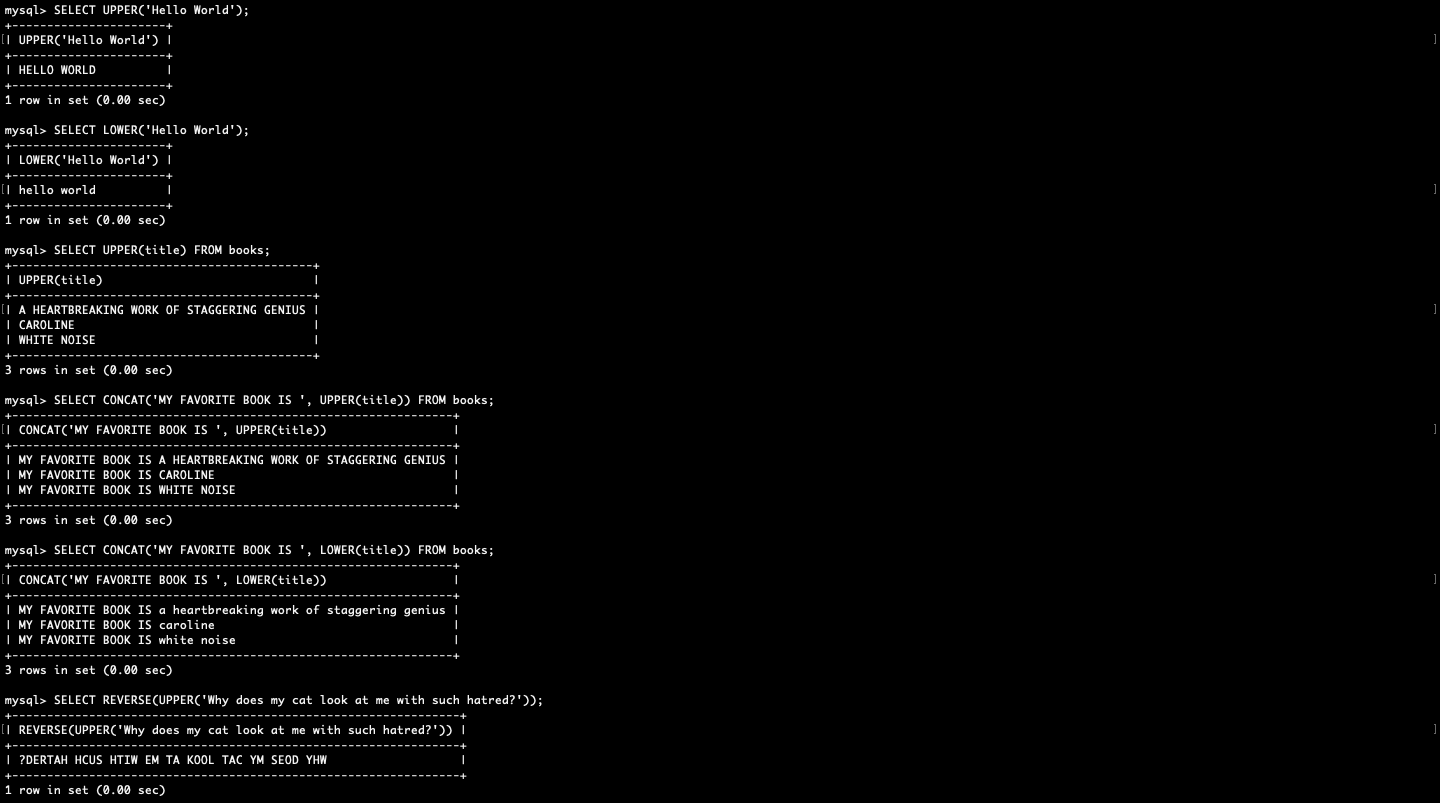 mysql> SELECT UPPER('Hello World');
+----------------------+
[| UPPER('Hello World') | ]
+----------------------+
| HELLO WORLD          |
+----------------------+
1 row in set (0.00 sec)

mysql> SELECT LOWER('Hello World');
+----------------------+
| LOWER('Hello World') |
+----------------------+
[| hello world          | ]
+----------------------+
1 row in set (0.00 sec)

mysql> SELECT UPPER(title) FROM books;
+-------------------------------------------+
| UPPER(title)                              |
+-------------------------------------------+
[| A HEARTBREAKING WORK OF STAGGERING GENIUS | ]
| CAROLINE                                  |
| WHITE NOISE                               |
+-------------------------------------------+
3 rows in set (0.00 sec)

mysql> SELECT CONCAT('MY FAVORITE BOOK IS ', UPPER(title)) FROM books;
+---------------------------------------------------------------+
[| CONCAT('MY FAVORITE BOOK IS ', UPPER(title))                  | ]
+---------------------------------------------------------------+
| MY FAVORITE BOOK IS A HEARTBREAKING WORK OF STAGGERING GENIUS |
| MY FAVORITE BOOK IS CAROLINE                                  |
| MY FAVORITE BOOK IS WHITE NOISE                               |
+---------------------------------------------------------------+
3 rows in set (0.00 sec)

mysql> SELECT CONCAT('MY FAVORITE BOOK IS ', LOWER(title)) FROM books;
+---------------------------------------------------------------+
[| CONCAT('MY FAVORITE BOOK IS ', LOWER(title))                  | ]
+---------------------------------------------------------------+
| MY FAVORITE BOOK IS a heartbreaking work of staggering genius |
| MY FAVORITE BOOK IS caroline                                  |
| MY FAVORITE BOOK IS white noise                               |
+---------------------------------------------------------------+
3 rows in set (0.00 sec)

mysql> SELECT REVERSE(UPPER('Why does my cat look at me with such hatred?'));
+----------------------------------------------------------------+
[| REVERSE(UPPER('Why does my cat look at me with such hatred?')) | ]
+----------------------------------------------------------------+
| ?DERTAH HCUS HTIW EM TA KOOL TAC YM SEOD YHW                   |
+----------------------------------------------------------------+
1 row in set (0.00 sec)